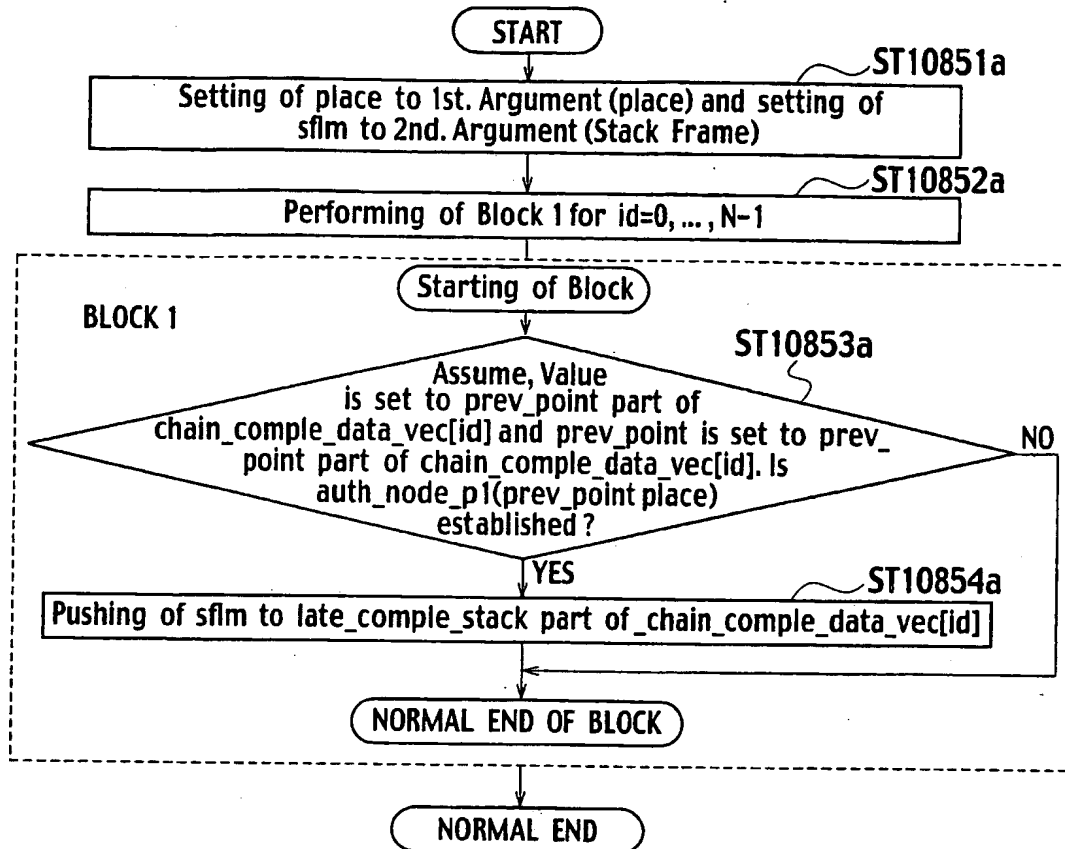 START
ST10851a
Setting of place to 1st. Argument (place) and setting of
sflm to 2nd. Argument (Stack Frame)
ST10852a
Performing of Block 1 for id=0, ... , N-1
Starting of Block
BLOCK 1
ST10853a
Assume, Value
is set to prev_point part of
chain_comple_data_vec[id] and prev_point is set to prev_
point part of chain_comple_data_vec[id]. Is
auth_node_p1(prev_point place)
established ?
NO
YES
ST10854a
Pushing of sflm to late_comple_stack part of_chain_comple_data_vec[id]
NORMAL END OF BLOCK
NORMAL END